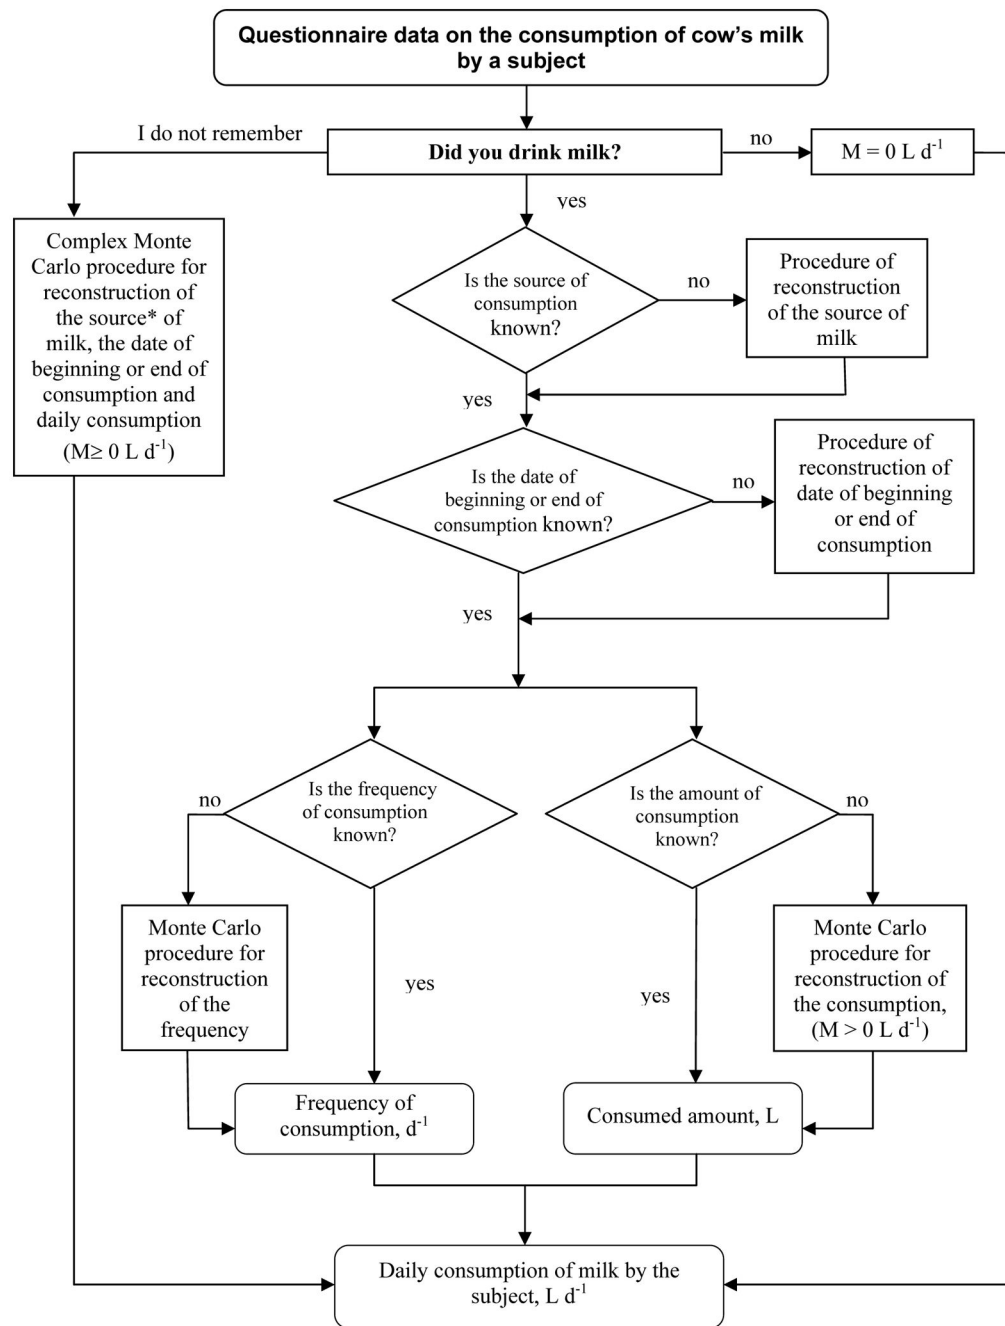 Questionnaire data on the consumption of cow's milk
by a subject
I do not remember
Did you drink milk?
no
M = 0 L d⁻¹
yes
Complex Monte
Carlo procedure for
reconstruction of
the source* of
milk, the date of
beginning or end of
consumption and
daily consumption
(M≥ 0 L d⁻¹)
Is the source of
consumption
known?
no
Procedure of
reconstruction
of the source of
milk
yes
Is the date of
beginning or end of
consumption known?
no
Procedure of
reconstruction of
date of beginning
or end of
consumption
yes
Is the frequency
of consumption
known?
no
Is the amount of
consumption
known?
no
Monte Carlo
procedure for
reconstruction
of the
frequency
yes
yes
Monte Carlo
procedure for
reconstruction of
the consumption,
(M > 0 L d⁻¹)
Frequency of
consumption, d⁻¹
Consumed amount, L
Daily consumption of milk by the
subject, L d⁻¹